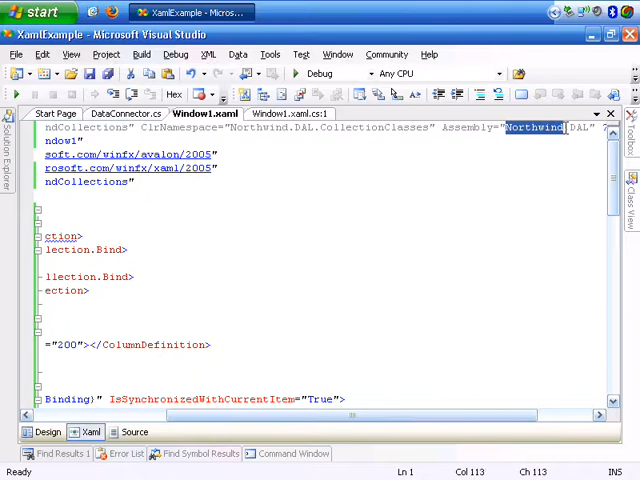 start
XamlExample - Micros...
XamlExample - Microsoft Visual Studio
File Edit View Project Build Debug XML Data Tools Test Window Community Help
Debug Any CPU
Hex
Start Page DataConnector.cs Window1.xaml Window1.xaml.cs:1
ndCollections" ClrNamespace="Northwind.DAL.CollectionClasses" Assembly="Northwind.DAL" ?
ndow1"
soft.com/winfx/avalon/2005"
rosoft.com/winfx/xaml/2005"
ndCollections"
ction>
lection.Bind>
llection.Bind>
ection>
="200"></ColumnDefinition>
Binding}" IsSynchronizedWithCurrentItem="True">
Solution Explorer
Toolbox
Class View
Design Xaml Source
Find Results 1 Error List Find Symbol Results Command Window
Ready Ln 1 Col 113 Ch 113